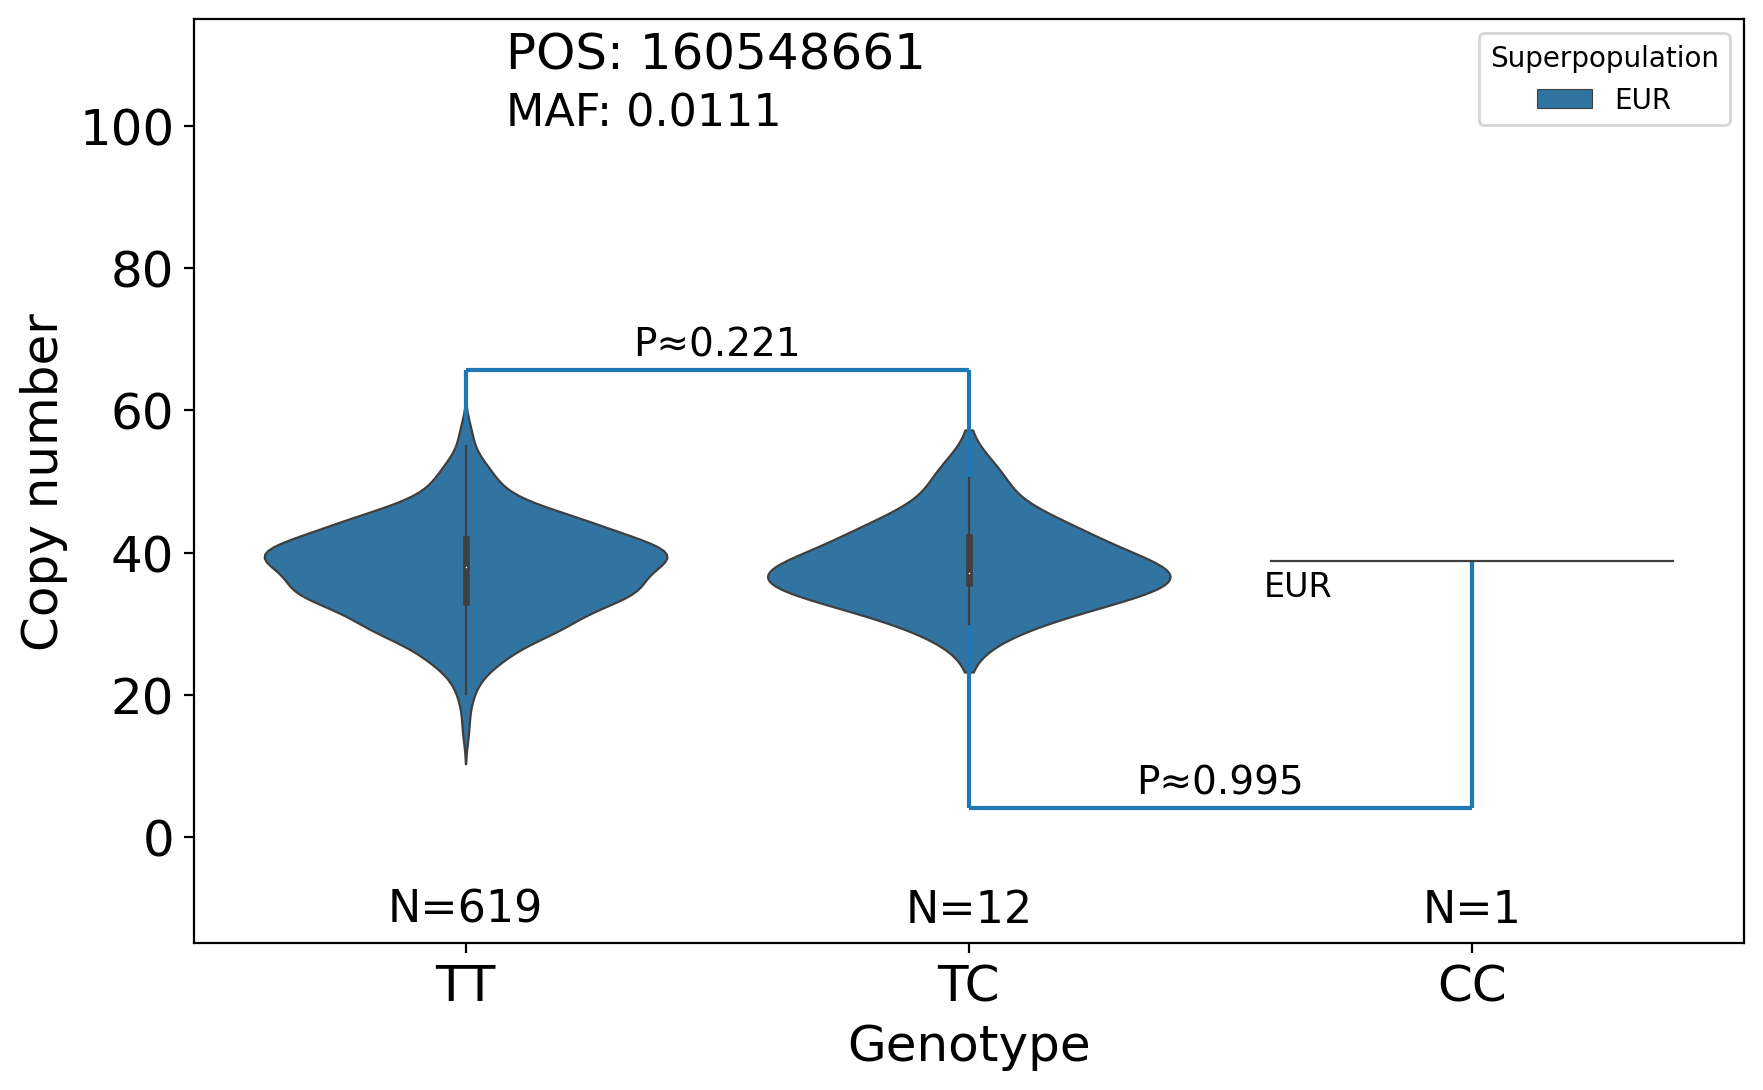 POS: 160548661
MAF: 0.0111
Superpopulation
EUR
Copy number
100
80
60
40
20
0
P≈0.221
EUR
P≈0.995
N=619
N=12
N=1
TT
TC
CC
Genotype